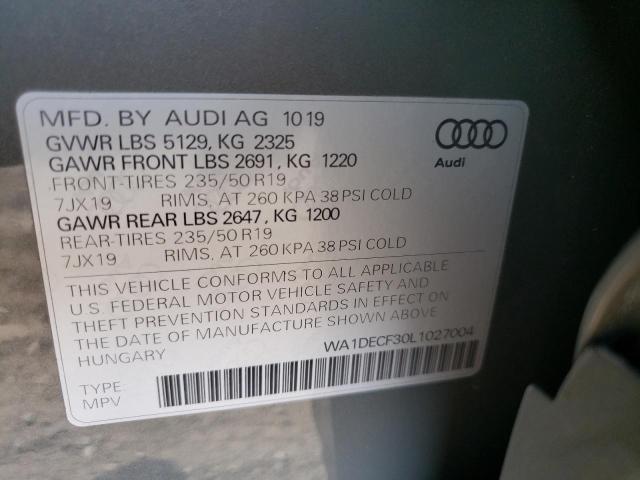 MFD. BY AUDI AG 10 19
GVWR LBS 5129, KG 2325
GAWR FRONT LBS 2691, KG 1220
FRONT-TIRES 235/50 R19
7JX19 RIMS, AT 260 KPA 38 PSI COLD
GAWR REAR LBS 2647, KG 1200
REAR-TIRES 235/50 R19
7JX19 RIMS, AT 260 KPA 38 PSI COLD
Audi
THIS VEHICLE CONFORMS TO ALL APPLICABLE
U.S. FEDERAL MOTOR VEHICLE SAFETY AND
THEFT PREVENTION STANDARDS IN EFFECT ON
THE DATE OF MANUFACTURE SHOWN ABOVE.
HUNGARY
WA1DECF30L1027004
TYPE
MPV